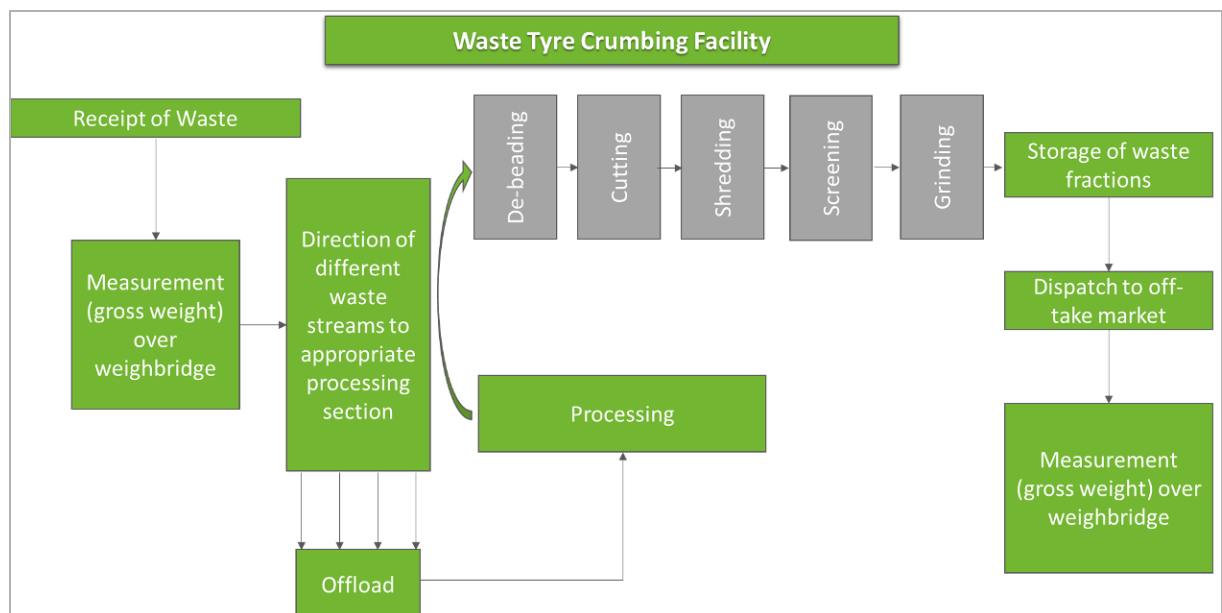 Waste Tyre Crumbing Facility
Receipt of Waste
Measurement
(gross weight)
over
weighbridge
Direction of
different
waste
streams to
appropriate
processing
section
Offload
Processing
De-beading
Cutting
Shredding
Screening
Grinding
Storage of waste
fractions
Dispatch to off-
take market
Measurement
(gross weight) over
weighbridge